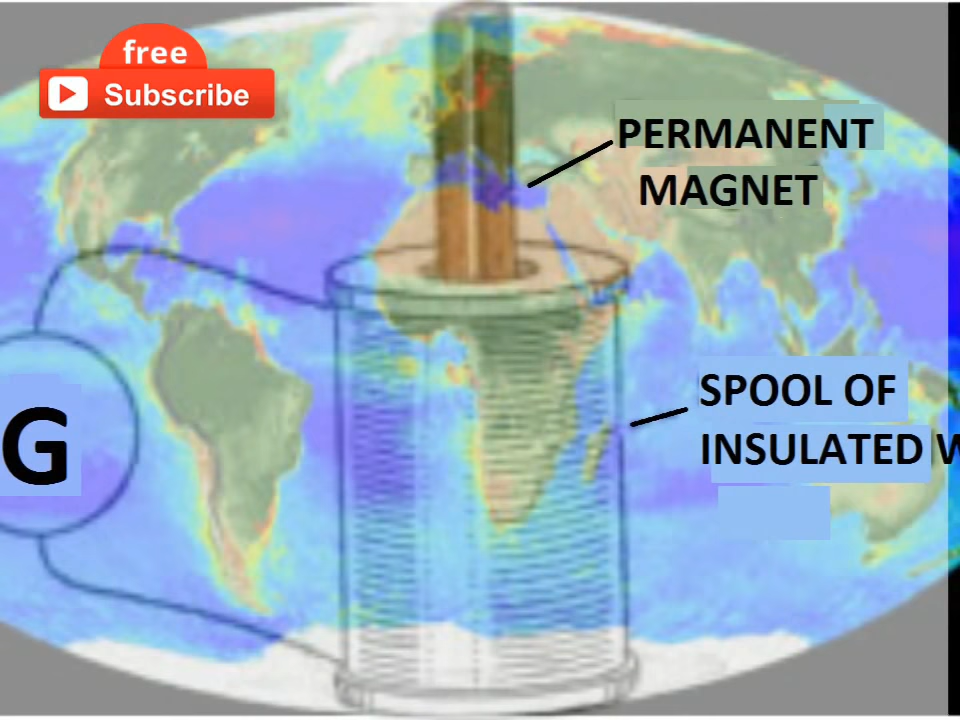 free
Subscribe
PERMANENT
MAGNET
SPOOL OF
INSULATED W
G